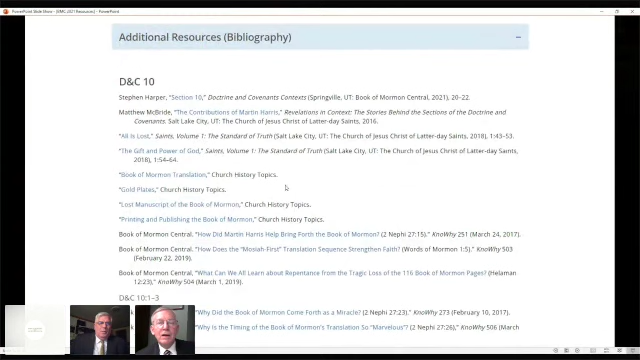 PowerPoint Slide Show - [VMC 2021 Resources] - PowerPoint
Additional Resources (Bibliography)
D&C 10
Stephen Harper, “Section 10,” Doctrine and Covenants Contexts (Springville, UT: Book of Mormon Central, 2021), 20–22.
Matthew McBride, “The Contributions of Martin Harris,” Revelations in Context: The Stories Behind the Sections of the Doctrine and
Covenants. Salt Lake City, UT: The Church of Jesus Christ of Latter-day Saints, 2016.
“All is Lost,” Saints, Volume 1: The Standard of Truth (Salt Lake City, UT: The Church of Jesus Christ of Latter-day Saints, 2018), 1:43–53.
“The Gift and Power of God,” Saints, Volume 1: The Standard of Truth (Salt Lake City, UT: The Church of Jesus Christ of Latter-day Saints,
2018), 1:54–64.
“Book of Mormon Translation,” Church History Topics.
“Gold Plates,” Church History Topics.
“Lost Manuscript of the Book of Mormon,” Church History Topics.
“Printing and Publishing the Book of Mormon,” Church History Topics.
Book of Mormon Central, “How Did Martin Harris Help Bring Forth the Book of Mormon? (2 Nephi 27:15),” KnoWhy 251 (March 24, 2017).
Book of Mormon Central, “How Does the “Mosiah-First” Translation Sequence Strengthen Faith? (Words of Mormon 1:5),” KnoWhy 503
(February 22, 2019).
Book of Mormon Central, “What Can We All Learn about Repentance from the Tragic Loss of the 116 Book of Mormon Pages? (Helaman
12:23),” KnoWhy 504 (March 1, 2019).
D&C 10:1–3
“Why Did the Book of Mormon Come Forth as a Miracle? (2 Nephi 27:23),” KnoWhy 273 (February 10, 2017).
“Why is the Timing of the Book of Mormon’s Translation So “Marvelous”? (2 Nephi 27:26),” KnoWhy 506 (March